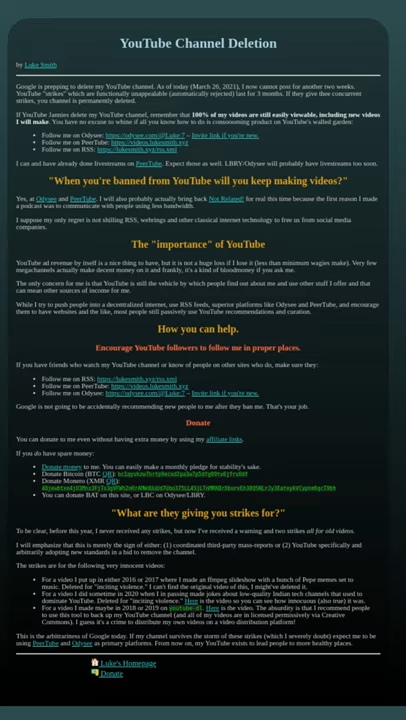 YouTube Channel Deletion
by Luke Smith
Google is prepping to delete my YouTube channel. As of today (March 26, 2021), I now cannot post for another two weeks.
YouTube "strikes" which are functionally unappealable (automatically rejected) last for 3 months. If they give thee concurrent
strikes, you channel is permanently deleted.
If YouTube Jannies delete my YouTube channel, remember that 100% of my videos are still easily viewable, including new videos
I will make. You have no excuse to whine if all you know how to do is consooooming product on YouTube's walled garden:
• Follow me on Odysee: https://odysee.com/@Luke:7 – Invite link if you're new.
• Follow me on PeerTube: https://videos.lukesmith.xyz
• Follow me on RSS: https://lukesmith.xyz/rss.xml
I can and have already done livestreams on PeerTube. Expect those as well. LBRY/Odysee will probably have livestreams too soon.
"When you're banned from YouTube will you keep making videos?"
Yes, at Odysee and PeerTube. I will also probably actually bring back Not Related! for real this time because the first reason I made
a podcast was to communicate with people using less bandwidth.
I suppose my only regret is not shilling RSS, webrings and other classical internet technology to free us from social media
companies.
The "importance" of YouTube
YouTube ad revenue by itself is a nice thing to have, but it is not a huge loss if I lose it (less than minimum wagies make). Very few
megachannels actually make decent money on it and frankly, it's a kind of bloodmoney if you ask me.
The only concern for me is that YouTube is still the vehicle by which people find out about me and use other stuff I offer and that
can mean other sources of income for me.
While I try to push people into a decentralized internet, use RSS feeds, superior platforms like Odysee and PeerTube, and encourage
them to have websites and the like, most people still passively use YouTube recommendations and curation.
How you can help.
Encourage YouTube followers to follow me in proper places.
If you have friends who watch my YouTube channel or know of people on other sites who do, make sure they:
• Follow me on RSS: https://lukesmith.xyz/rss.xml
• Follow me on PeerTube: https://videos.lukesmith.xyz
• Follow me on Odysee: https://odysee.com/@Luke:7 – Invite link if you're new.
Google is not going to be accidentally recommending new people to me after they ban me. That's your job.
Donate
You can donate to me even without having extra money by using my affiliate links.
If you do have spare money:
• Donate money to me. You can easily make a monthly pledge for stability's sake.
• Donate Bitcoin (BTC QR):
• Donate Monero (XMR QR):
• You can donate BAT on this site, or LBC on Odysee/LBRY.
"What are they giving you strikes for?"
To be clear, before this year, I never received any strikes, but now I've received a warning and two strikes all for old videos.
I will emphasize that this is merely the sign of either: (1) coordinated third-party mass-reports or (2) YouTube specifically and
arbitrarily adopting new standards in a bid to remove the channel.
The strikes are for the following very innocent videos:
• For a video I put up in either 2016 or 2017 where I made an ffmpeg slideshow with a bunch of Pepe memes set to
music. Deleted for "inciting violence." I can't find the original video of this, I might've deleted it.
• For a video I did sometime in 2020 when I in passing made jokes about low-quality Indian tech channels that used to
dominate YouTube. Deleted for "inciting violence." Here is the video so you can see how innocuous (also true) it was.
• For a video I made maybe in 2018 or 2019 on youtube-dl. Here is the video. The absurdity is that I recommend people
to use this tool to back up my YouTube channel (and all of my videos are in licensed permissively via Creative
Commons). I guess it's a crime to distribute my own videos on a video distribution platform!
This is the arbitrariness of Google today. If my channel survives the storm of these strikes (which I severely doubt) expect me to be
using PeerTube and Odysee as primary platforms. From now on, my YouTube exists to lead people to more healthy places.
Luke's Homepage
Donate